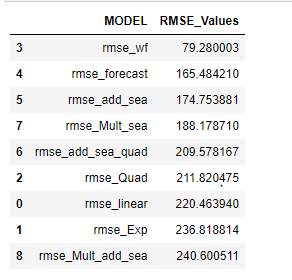 MODEL RMSE_Values
3 rmse_wf 79.280003
4 rmse_forecast 165.484210
5 rmse_add_sea 174.753881
7 rmse_Mult_sea 188.178710
6 rmse_add_sea_quad 209.578167
2 rmse_Quad 211.820475
0 rmse_linear 220.463940
1 rmse_Exp 236.818814
8 rmse_Mult_add_sea 240.600511